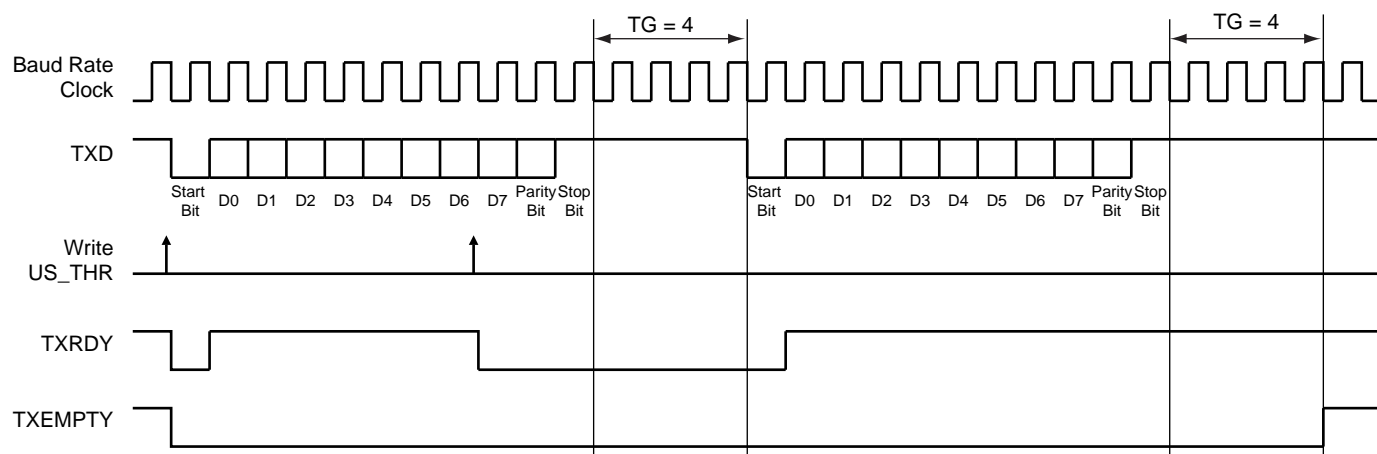 TG = 4
TG = 4
Baud Rate
Clock
TXD
Start
Bit
D0
D1
D2
D3
D4
D5
D6
D7
Parity
Bit
Stop
Bit
Start
Bit
D0
D1
D2
D3
D4
D5
D6
D7
Parity
Bit
Stop
Bit
Write
US_THR
TXRDY
TXEMPTY